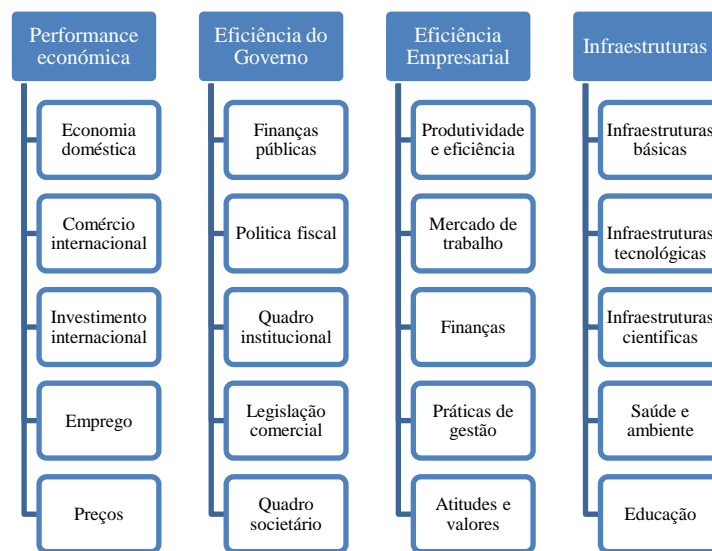 Performance
económica
Economia
doméstica
Comércio
internacional
Investimento
internacional
Emprego
Preços
Eficiência do
Governo
Finanças
públicas
Politica fiscal
Quadro
institucional
Legislação
comercial
Quadro
societário
Eficiência
Empresarial
Produtividade
e eficiência
Mercado de
trabalho
Finanças
Práticas de
gestão
Atitudes e
valores
Infraestruturas
Infraestruturas
básicas
Infraestruturas
tecnológicas
Infraestruturas
cientificas
Saúde e
ambiente
Educação